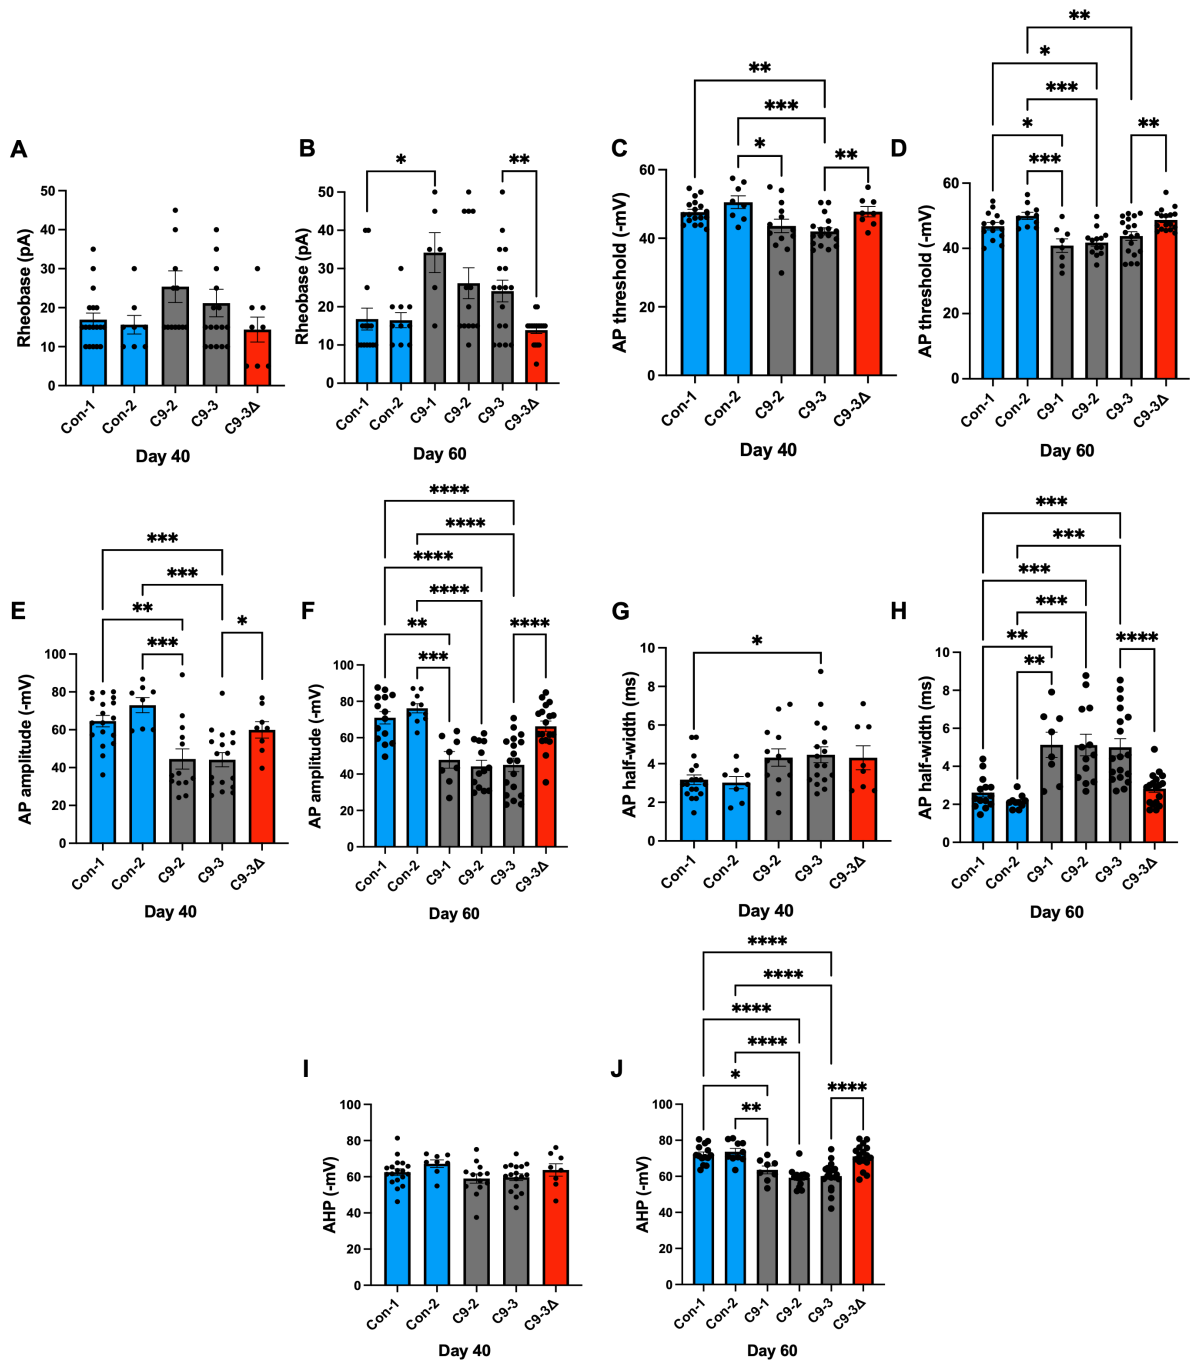 A
Rheobase (pA)
50
40
30
20
10
0
Con-1
Con-2
C9-2
C9-3
C9-3Δ
Day 40
B
*
**
Rheobase (pA)
50
40
30
20
10
0
Con-1
Con-2
C9-1
C9-2
C9-3
C9-3Δ
Day 60
C
**
***
*
**
AP threshold (-mV)
60
40
20
0
Con-1
Con-2
C9-2
C9-3
C9-3Δ
Day 40
D
**
*
***
*
**
***
AP threshold (-mV)
60
40
20
0
Con-1
Con-2
C9-1
C9-2
C9-3
C9-3Δ
Day 60
E
***
***
**
*
***
AP amplitude (-mV)
100
80
60
40
20
0
Con-1
Con-2
C9-2
C9-3
C9-3Δ
Day 40
F
****
****
****
****
**
****
***
AP amplitude (-mV)
100
80
60
40
20
0
Con-1
Con-2
C9-1
C9-2
C9-3
C9-3Δ
Day 60
G
*
AP half-width (ms)
10
8
6
4
2
0
Con-1
Con-2
C9-2
C9-3
C9-3Δ
Day 40
H
***
***
***
***
**
****
**
AP half-width (ms)
10
8
6
4
2
0
Con-1
Con-2
C9-1
C9-2
C9-3
C9-3Δ
Day 60
I
AHP (-mV)
100
80
60
40
20
0
Con-1
Con-2
C9-2
C9-3
C9-3Δ
Day 40
J
****
****
****
****
*
****
**
AHP (-mV)
100
80
60
40
20
0
Con-1
Con-2
C9-1
C9-2
C9-3
C9-3Δ
Day 60